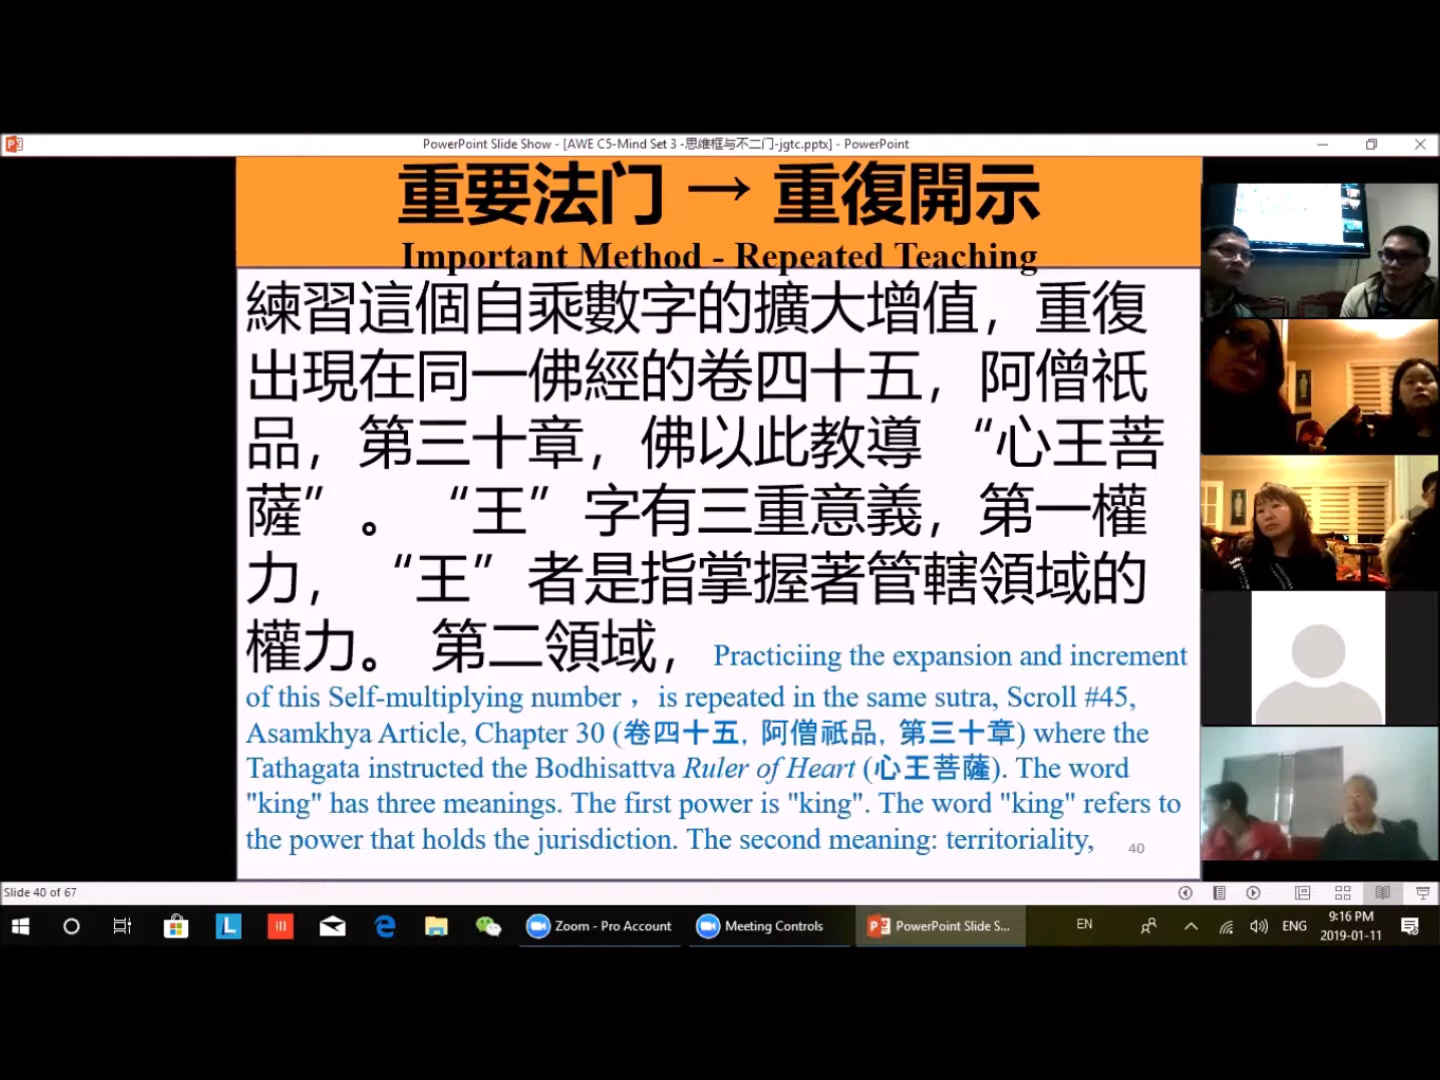 PowerPoint Slide Show - [AWE C5-Mind Set 3 -思维框与不二门-jgtc.pptx] - PowerPoint
重要法门 → 重復開示
Important Method - Repeated Teaching
練習這個自乘數字的擴大增值，重復
出現在同一佛經的卷四十五，阿僧祇
品，第三十章，佛以此教導 “心王菩
薩”。 “王”字有三重意義，第一權
力， “王”者是指掌握著管轄領域的
權力。 第二領域， Practiciing the expansion and increment
of this Self-multiplying number ，is repeated in the same sutra, Scroll #45,
Asamkhya Article, Chapter 30 (卷四十五, 阿僧祇品, 第三十章) where the
Tathagata instructed the Bodhisattva Ruler of Heart (心王菩薩). The word
"king" has three meanings. The first power is "king". The word "king" refers to
the power that holds the jurisdiction. The second meaning: territoriality,
40
Slide 40 of 67
Zoom - Pro Account
Meeting Controls
PowerPoint Slide S...
EN
ENG
9:16 PM
2019-01-11